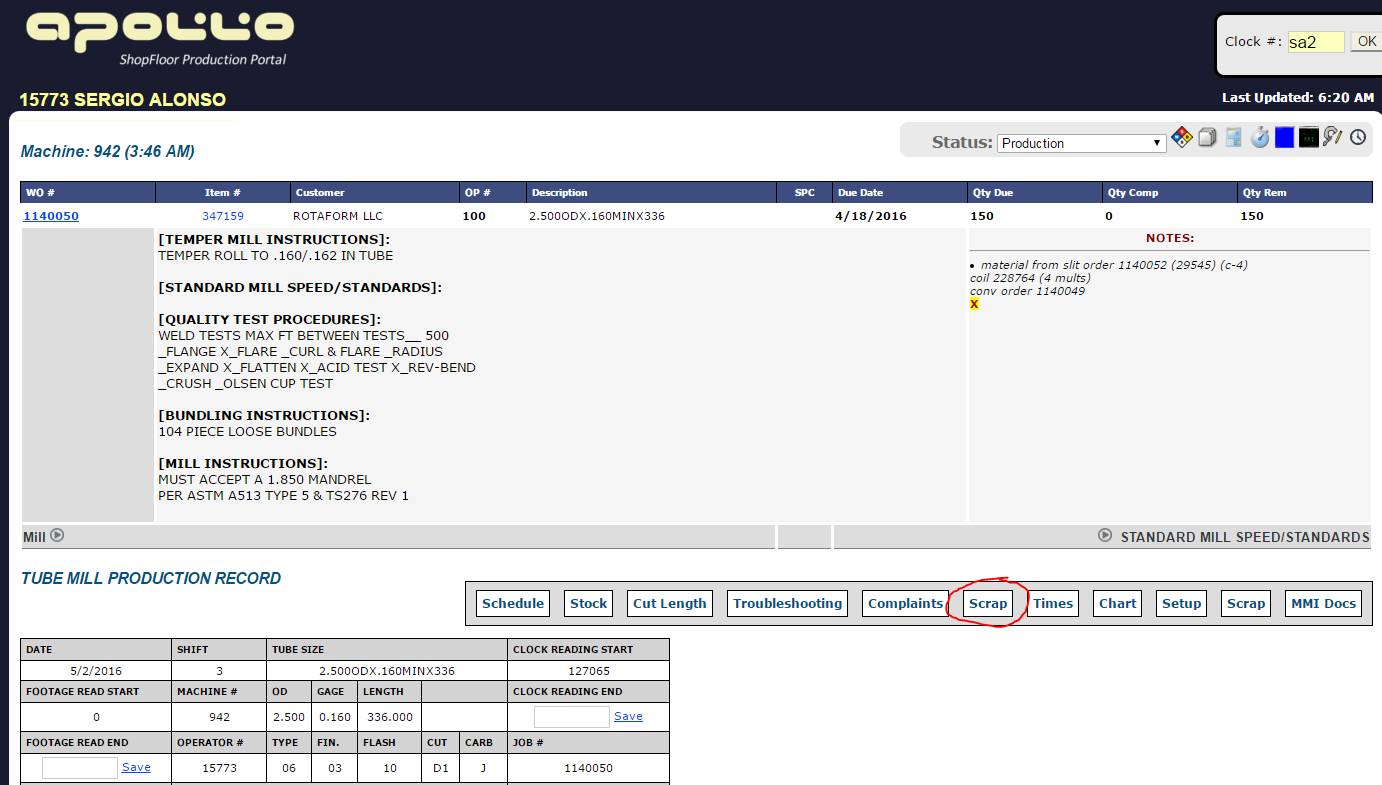 apollo
ShopFloor Production Portal
Clock #: sa2 OK
15773 SERGIO ALONSO
Last Updated: 6:20 AM
Machine: 942 (3:46 AM)
Status: Production
WO # Item # Customer OP # Description SPC Due Date Qty Due Qty Comp Qty Rem
1140050 347159 ROTAFORM LLC 100 2.500ODX.160MINX336 4/18/2016 150 0 150
[TEMPER MILL INSTRUCTIONS]:
TEMPER ROLL TO .160/.162 IN TUBE
[STANDARD MILL SPEED/STANDARDS]:
[QUALITY TEST PROCEDURES]:
WELD TESTS MAX FT BETWEEN TESTS__ 500
_FLANGE X_FLARE _CURL & FLARE _RADIUS
_EXPAND X_FLATTEN X_ACID TEST X_REV-BEND
_CRUSH _OLSEN CUP TEST
[BUNDLING INSTRUCTIONS]:
104 PIECE LOOSE BUNDLES
[MILL INSTRUCTIONS]:
MUST ACCEPT A 1.850 MANDREL
PER ASTM A513 TYPE 5 & TS276 REV 1
NOTES:
• material from slit order 1140052 (29545) (c-4)
coil 228764 (4 mults)
conv order 1140049
X
Mill STANDARD MILL SPEED/STANDARDS
TUBE MILL PRODUCTION RECORD
Schedule Stock Cut Length Troubleshooting Complaints Scrap Times Chart Setup Scrap MMI Docs
DATE SHIFT TUBE SIZE CLOCK READING START
5/2/2016 3 2.500ODX.160MINX336 127065
FOOTAGE READ START MACHINE # OD GAGE LENGTH CLOCK READING END
0 942 2.500 0.160 336.000 Save
FOOTAGE READ END OPERATOR # TYPE FIN. FLASH CUT CARB JOB #
Save 15773 06 03 10 D1 J 1140050